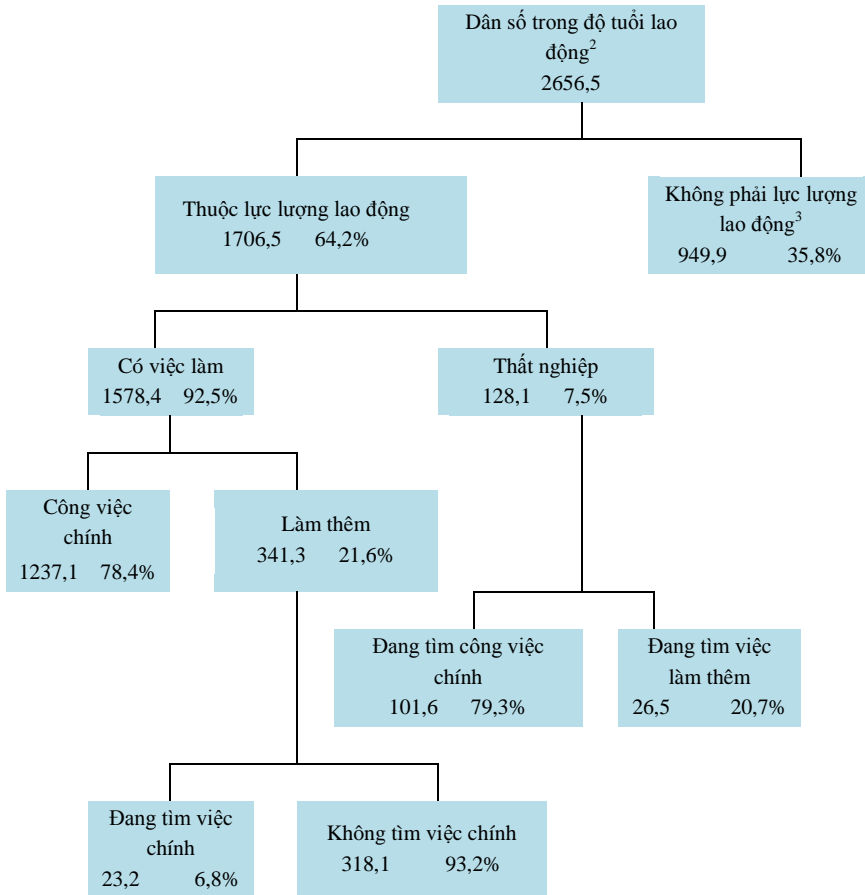 Dân số trong độ tuổi lao
động²
2656,5
Thuộc lực lượng lao động
1706,5 64,2%
Không phải lực lượng
lao động³
949,9 35,8%
Có việc làm
1578,4 92,5%
Thất nghiệp
128,1 7,5%
Công việc
chính
1237,1 78,4%
Làm thêm
341,3 21,6%
Đang tìm công việc
chính
101,6 79,3%
Đang tìm việc
làm thêm
26,5 20,7%
Đang tìm việc
chính
23,2 6,8%
Không tìm việc chính
318,1 93,2%